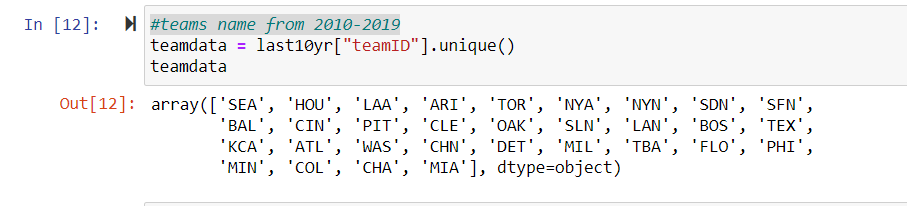 In [12]:
#teams name from 2010-2019
teamdata = last10yr["teamID"].unique()
teamdata
Out[12]: array(['SEA', 'HOU', 'LAA', 'ARI', 'TOR', 'NYA', 'NYN', 'SDN', 'SFN',
'BAL', 'CIN', 'PIT', 'CLE', 'OAK', 'SLN', 'LAN', 'BOS', 'TEX',
'KCA', 'ATL', 'WAS', 'CHN', 'DET', 'MIL', 'TBA', 'FLO', 'PHI',
'MIN', 'COL', 'CHA', 'MIA'], dtype=object)